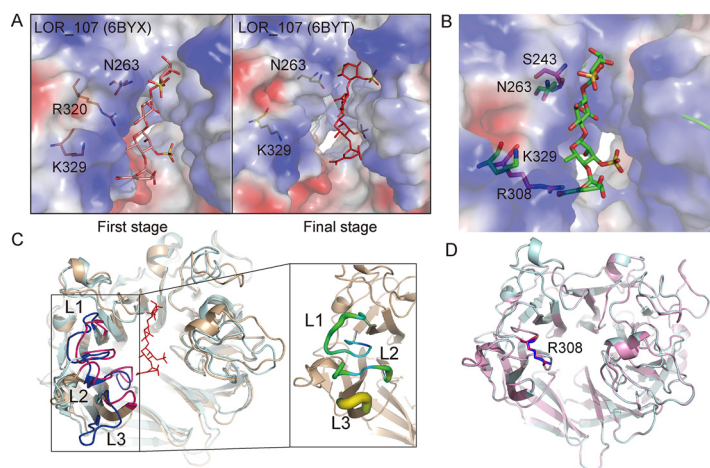 A
LOR_107 (6BYX)
N263
R320
K329
First stage
LOR_107 (6BYT)
N263
K329
Final stage
B
S243
N263
K329
R308
C
L1
L2
L3
L1
L2
L3
D
R308